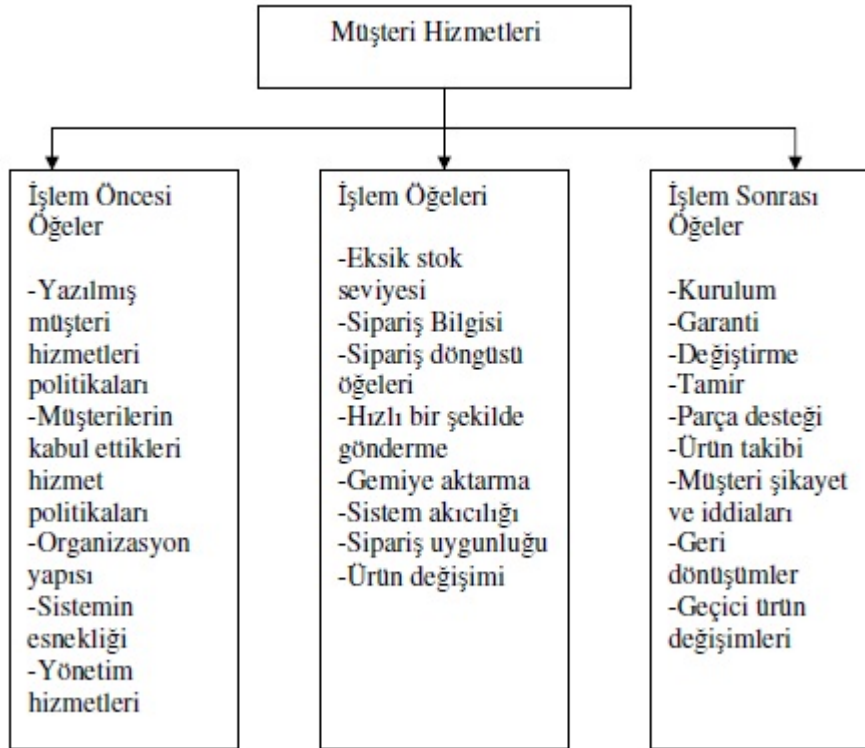 Müşteri Hizmetleri
İşlem Öncesi
Öğeler
-Yazılmış
müşteri
hizmetleri
politikaları
-Müşterilerin
kabul ettikleri
hizmet
politikaları
-Organizasyon
yapısı
-Sistemin
esnekliği
-Yönetim
hizmetleri
İşlem Öğeleri
-Eksik stok
seviyesi
-Sipariş Bilgisi
-Sipariş döngüsü
öğeleri
-Hızlı bir şekilde
gönderme
-Gemiye aktarma
-Sistem akıcılığı
-Sipariş uygunluğu
-Ürün değişimi
İşlem Sonrası
Öğeler
-Kurulum
-Garanti
-Değiştirme
-Tamir
-Parça desteği
-Ürün takibi
-Müşteri şikayet
ve iddiaları
-Geri
dönüşümler
-Geçici ürün
değişimleri